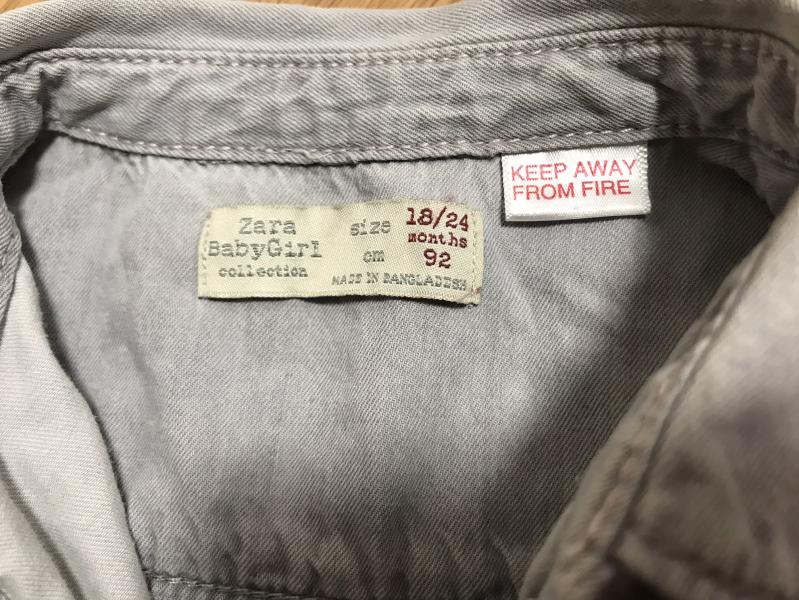 Zara
BabyGirl
collection
size 18/24
months
cm 92
MADE IN BANGLADESH
KEEP AWAY
FROM FIRE